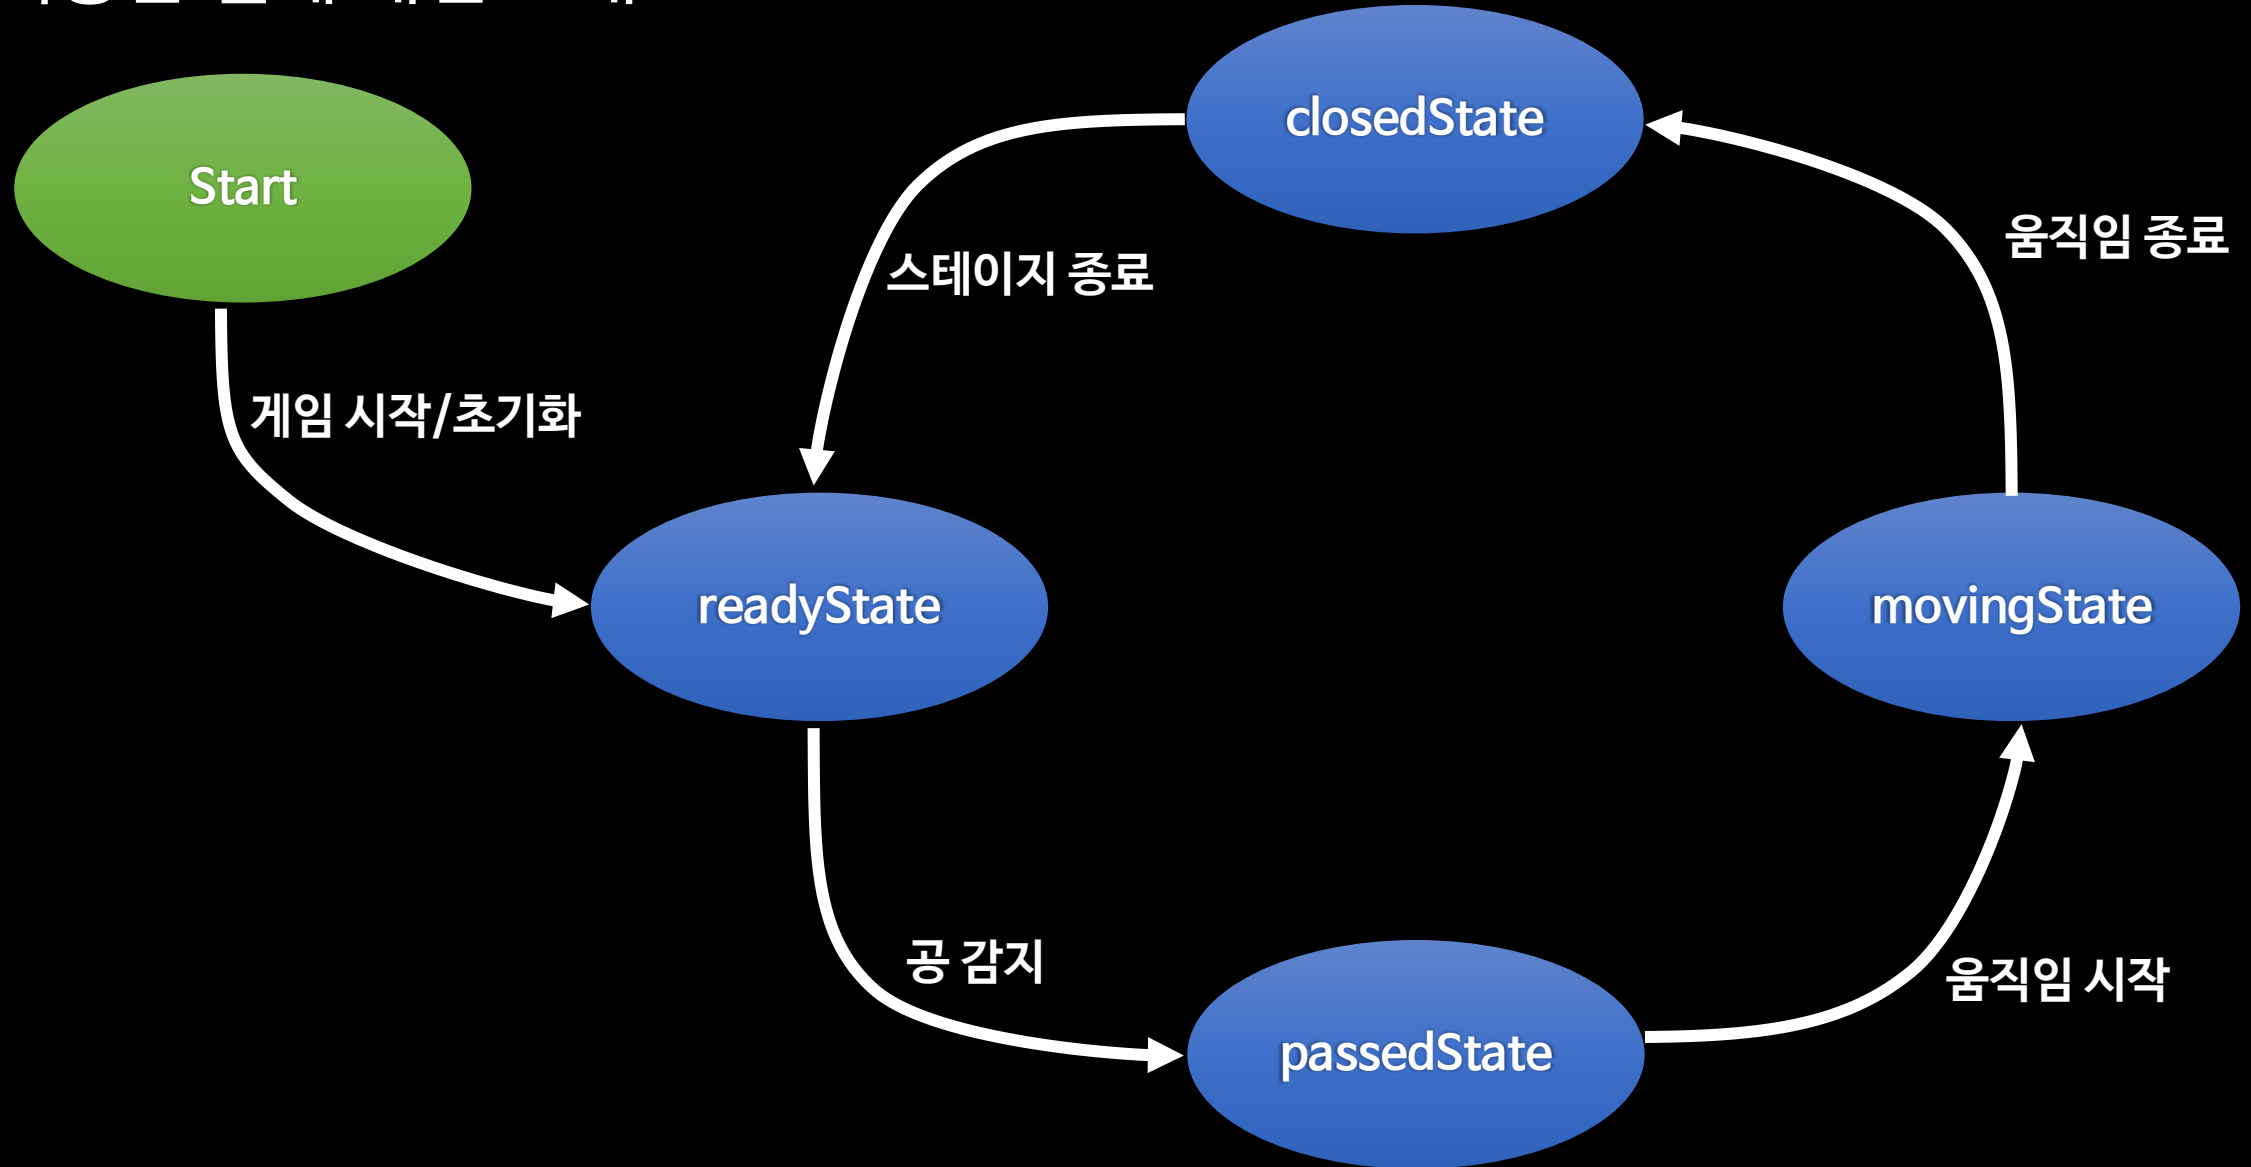 closedState
Start
움직임 종료
스테이지 종료
게임 시작/초기화
readyState
movingState
공 감지
움직임 시작
passedState